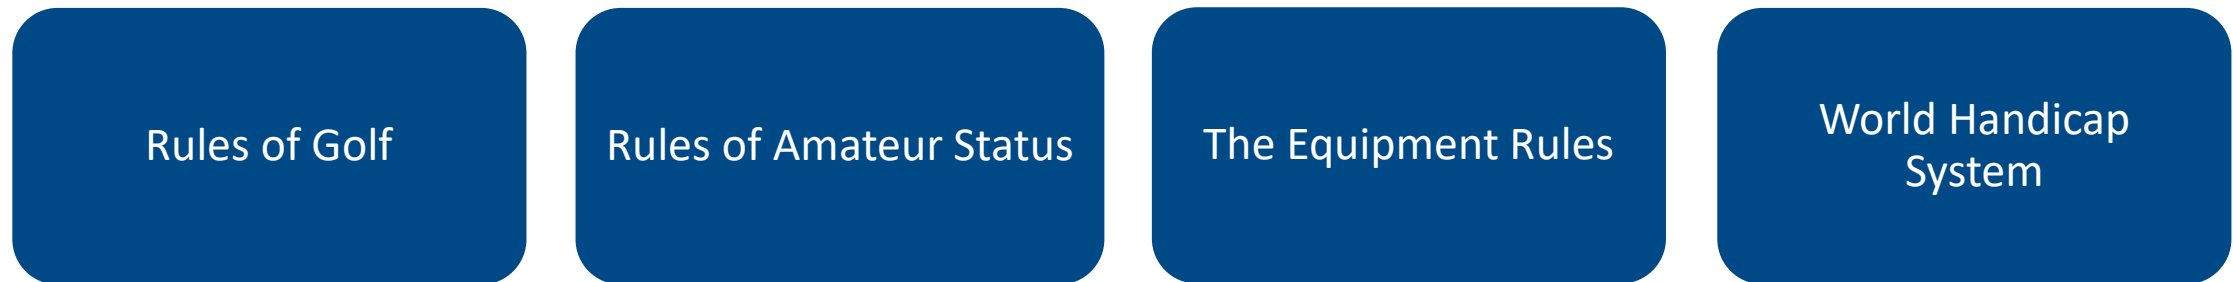 Rules of Golf
Rules of Amateur Status
The Equipment Rules
World Handicap
System